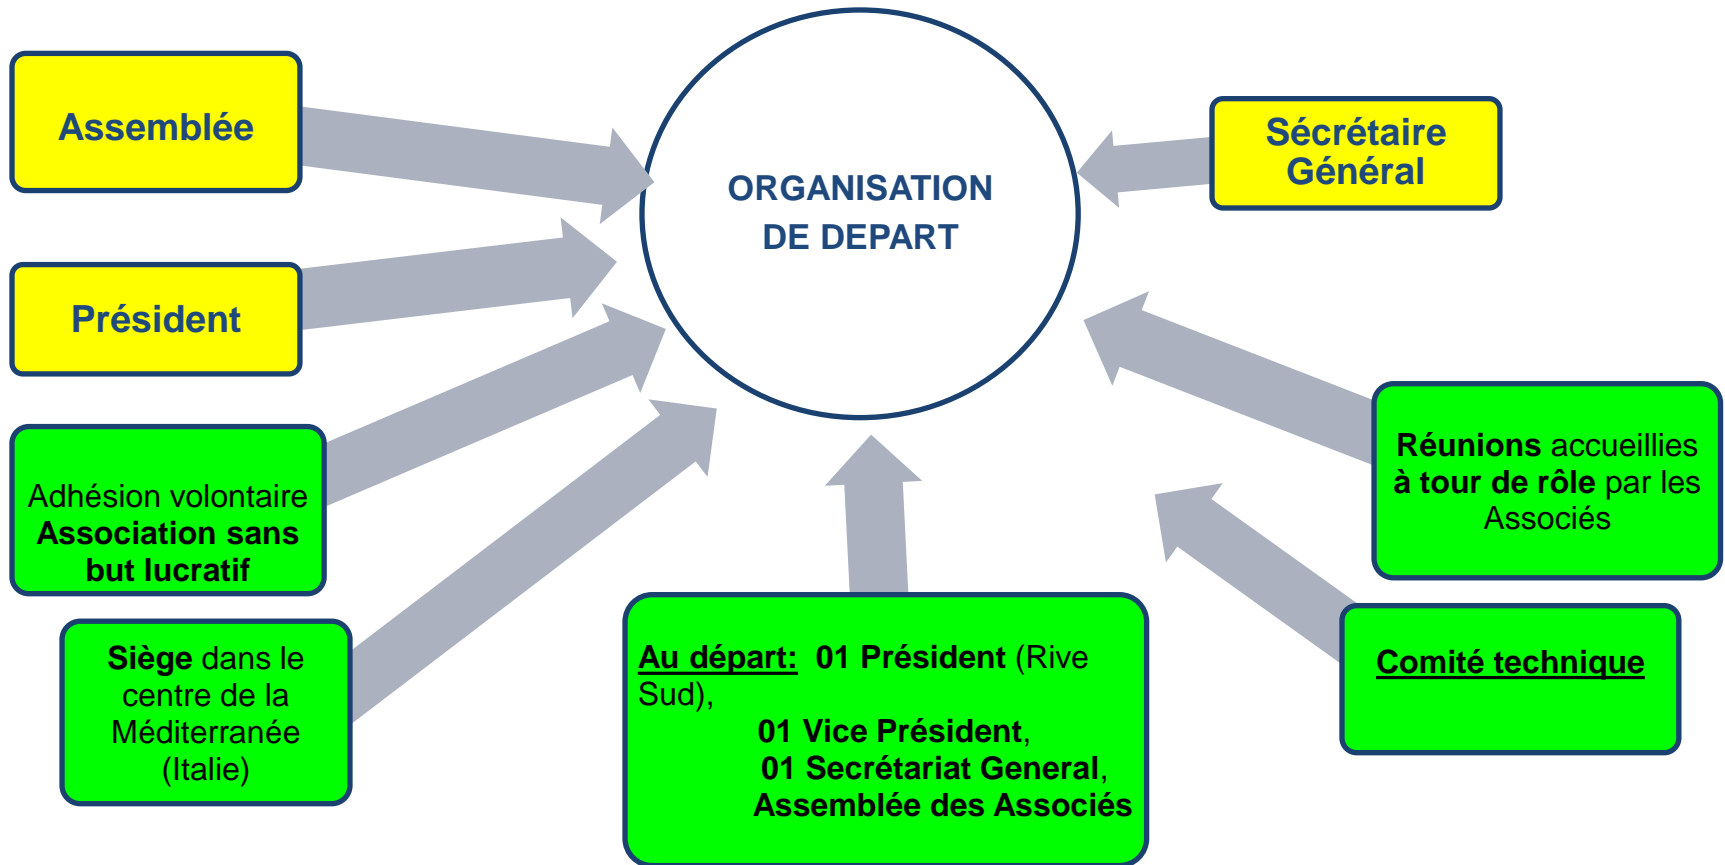 Assemblée
ORGANISATION
DE DEPART
Sécrétaire
Général
Président
Adhésion volontaire
Association sans
but lucratif
Réunions accueillies
à tour de rôle par les
Associés
Siège dans le
centre de la
Méditerranée
(Italie)
Au départ: 01 Président (Rive
Sud),
01 Vice Président,
01 Secrétariat General,
Assemblée des Associés
Comité technique